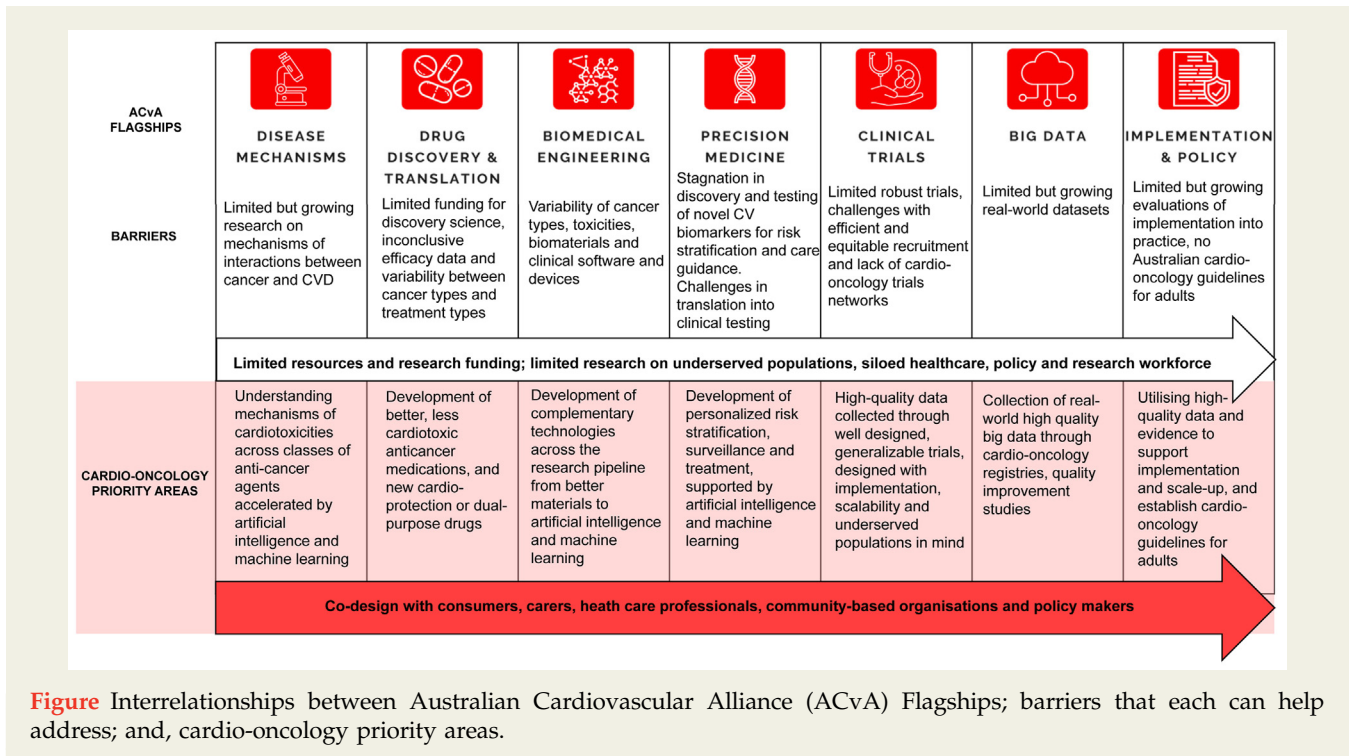 ACvA
FLAGSHIPS
DISEASE
MECHANISMS
DRUG
DISCOVERY &
TRANSLATION
BIOMEDICAL
ENGINEERING
PRECISION
MEDICINE
CLINICAL
TRIALS
BIG DATA
IMPLEMENTATION
& POLICY
BARRIERS
Limited but growing
research on
mechanisms of
interactions between
cancer and CVD
Limited funding for
discovery science,
inconclusive
efficacy data and
variability between
cancer types and
treatment types
Variability of cancer
types, toxicities,
biomaterials and
clinical software and
devices
Stagnation in
discovery and testing
of novel CV
biomarkers for risk
stratification and care
guidance.
Challenges in
translation into
clinical testing
Limited robust trials,
challenges with
efficient and
equitable recruitment
and lack of cardio-
oncology trials
networks
Limited but growing
real-world datasets
Limited but growing
evaluations of
implementation into
practice, no
Australian cardio-
oncology guidelines
for adults
Limited resources and research funding; limited research on underserved populations, siloed healthcare, policy and research workforce
CARDIO-ONCOLOGY
PRIORITY AREAS
Understanding
mechanisms of
cardiotoxicities
across classes of
anti-cancer
agents
accelerated by
artificial
intelligence and
machine learning
Development of
better, less
cardiotoxic
anticancer
medications, and
new cardio-
protection or dual-
purpose drugs
Development of
complementary
technologies
across the
research pipeline
from better
materials to
artificial intelligence
and machine
learning
Development of
personalized risk
stratification,
surveillance and
treatment,
supported by
artificial intelligence
and machine
learning
High-quality data
collected through
well designed,
generalizable trials,
designed with
implementation,
scalability and
underserved
populations in mind
Collection of real-
world high quality
big data through
cardio-oncology
registries, quality
improvement
studies
Utilising high-
quality data and
evidence to
support
implementation
and scale-up, and
establish cardio-
oncology
guidelines for
adults
Co-design with consumers, carers, heath care professionals, community-based organisations and policy makers
Figure Interrelationships between Australian Cardiovascular Alliance (ACvA) Flagships; barriers that each can help
address; and, cardio-oncology priority areas.